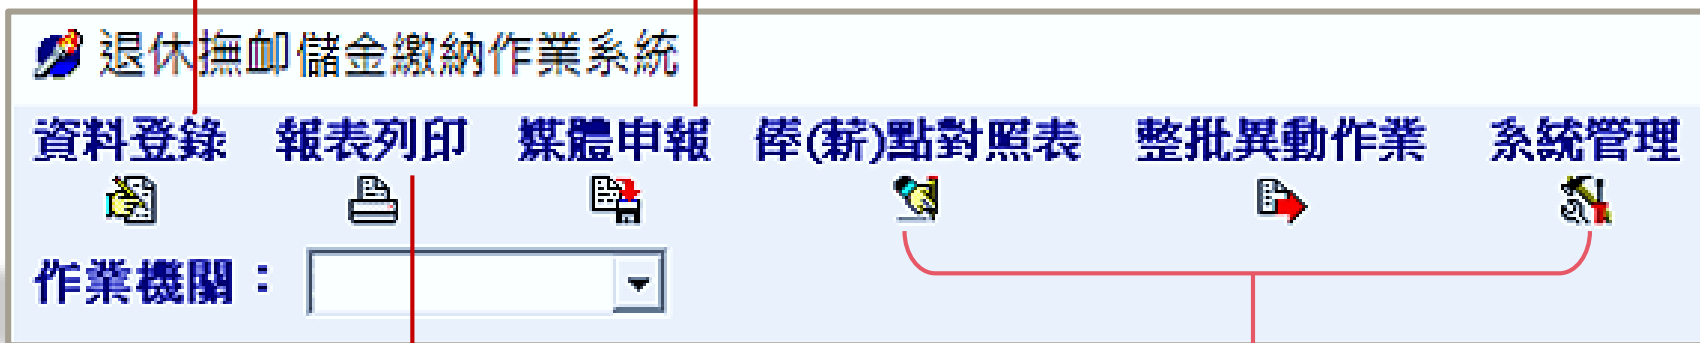 退休撫卹儲金繳納作業系統
資料登錄 報表列印 媒體申報 俸(薪)點對照表 整批異動作業 系統管理
作業機關：